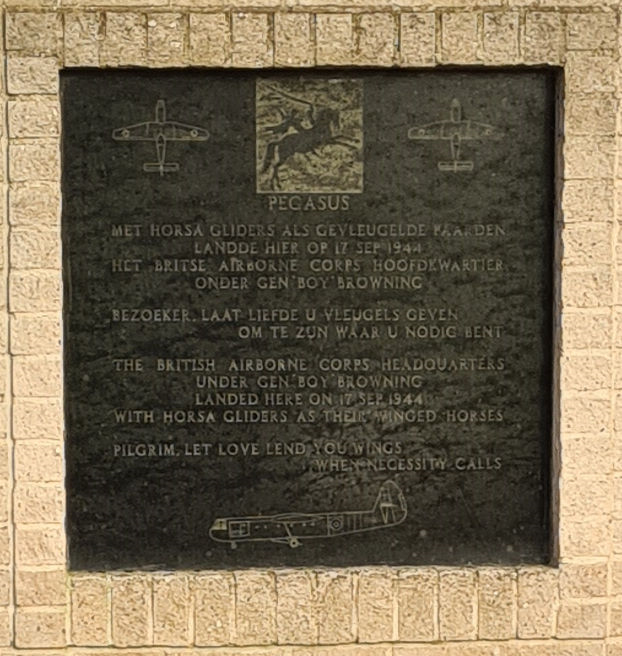 PEGASUS
MET HORSA GLIDERS ALS GEVLEUGELDE PAARDEN
LANDDE HIER OP 17 SEP. 1944
HET BRITSE AIRBORNE CORPS HOOFDKWARTIER
ONDER GEN 'BOY' BROWNING
BEZOEKER, LAAT LIEFDE U VLEUGELS GEVEN
OM TE ZIJN WAAR U NODIG BENT
THE BRITISH AIRBORNE CORPS HEADQUARTERS
UNDER GEN 'BOY' BROWNING
LANDED HERE ON 17 SEP. 1944
WITH HORSA GLIDERS AS THEIR WINGED HORSES
PILGRIM, LET LOVE LEND YOU WINGS
WHEN NECESSITY CALLS